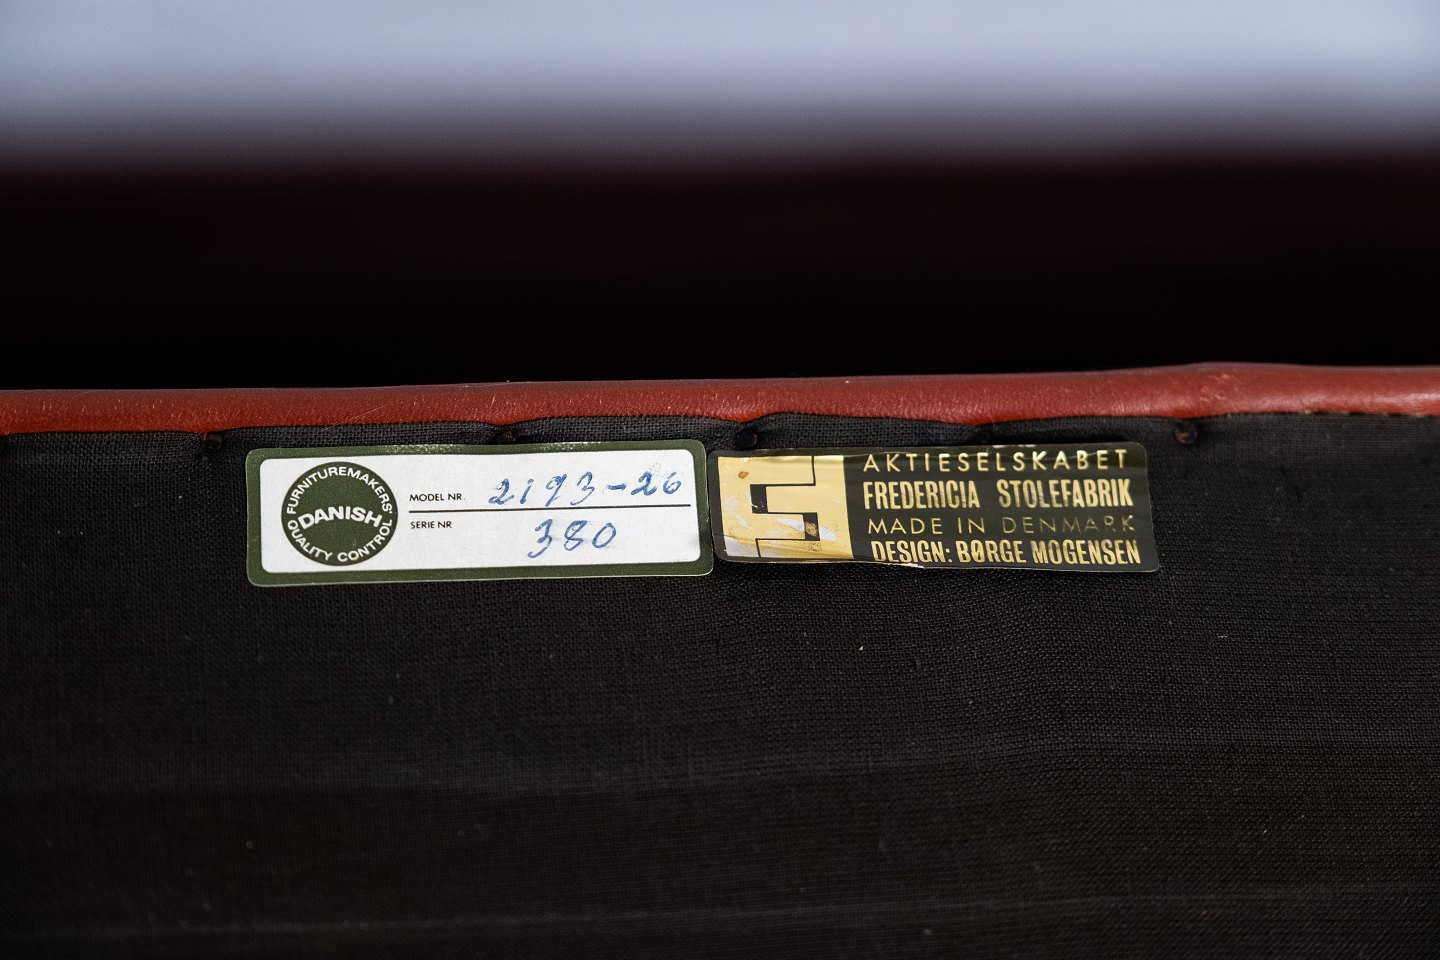 FURNITUREMAKERS'
DANISH
QUALITY CONTROL
MODEL NR. 2193-26
SERIE NR 380
AKTIESELSKABET
FREDERICIA STOLEFABRIK
MADE IN DENMARK
DESIGN: BØRGE MOGENSEN